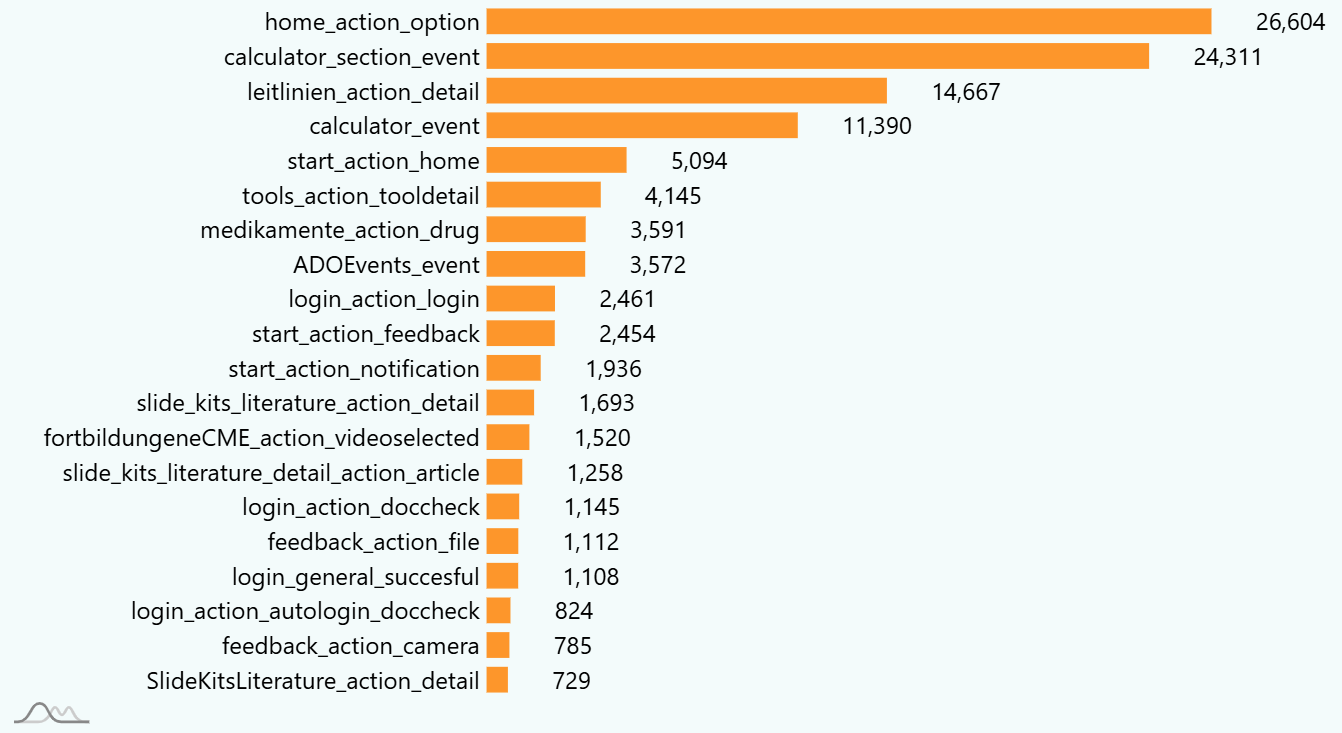 home_action_option 26,604
calculator_section_event 24,311
leitlinien_action_detail 14,667
calculator_event 11,390
start_action_home 5,094
tools_action_tooldetail 4,145
medikamente_action_drug 3,591
ADOEvents_event 3,572
login_action_login 2,461
start_action_feedback 2,454
start_action_notification 1,936
slide_kits_literature_action_detail 1,693
fortbildungeneCME_action_videoselected 1,520
slide_kits_literature_detail_action_article 1,258
login_action_doccheck 1,145
feedback_action_file 1,112
login_general_succesful 1,108
login_action_autologin_doccheck 824
feedback_action_camera 785
SlideKitsLiterature_action_detail 729